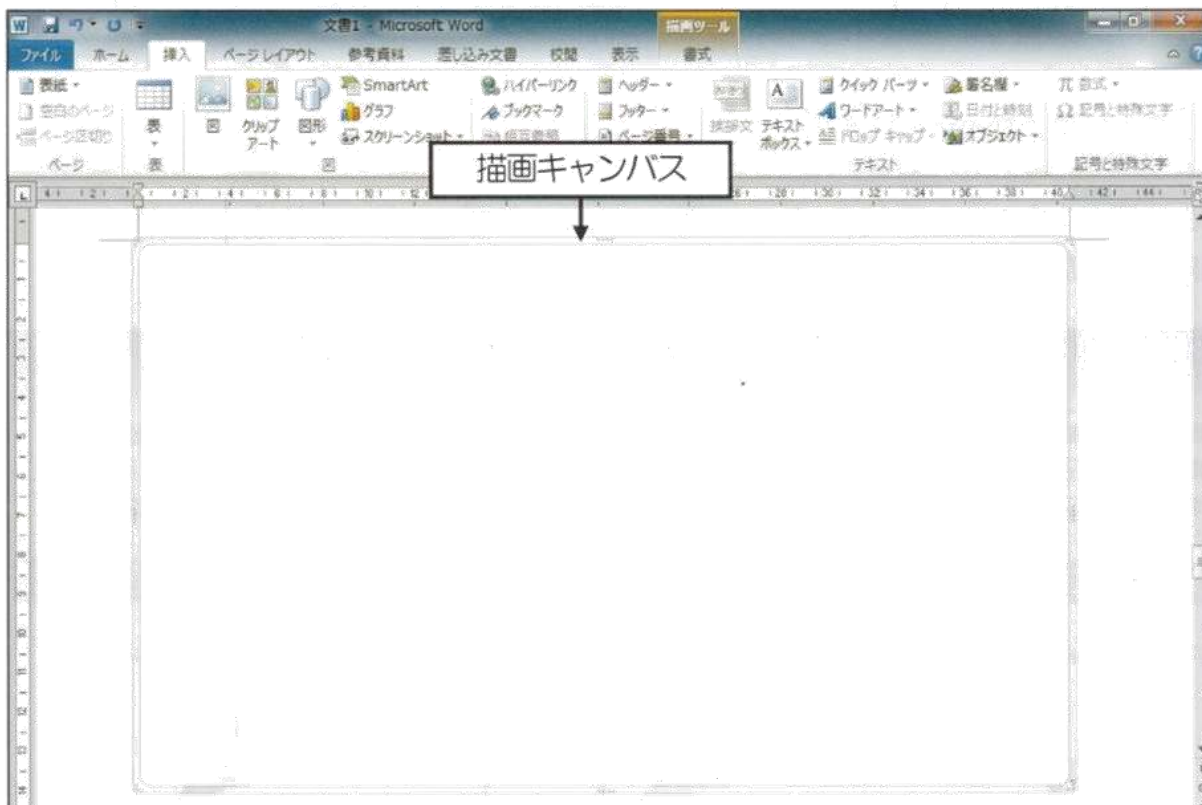 文書1 - Microsoft Word
描画ツール
ファイル ホーム 挿入 ページ レイアウト 参考資料 差し込み文書 校閲 表示 書式
表紙
空白のページ
ページ区切り
ページ
表
表
図
クリップ
アート
図形
SmartArt
グラフ
スクリーンショット
図
ハイパーリンク
ブックマーク
相互参照
ヘッダー
フッター
ページ番号
挨拶文
テキスト
ボックス
クイック パーツ
ワードアート
ドロップ キャップ
署名欄
日付と時刻
オブジェクト
テキスト
π 数式
Ω 記号と特殊文字
記号と特殊文字
描画キャンバス